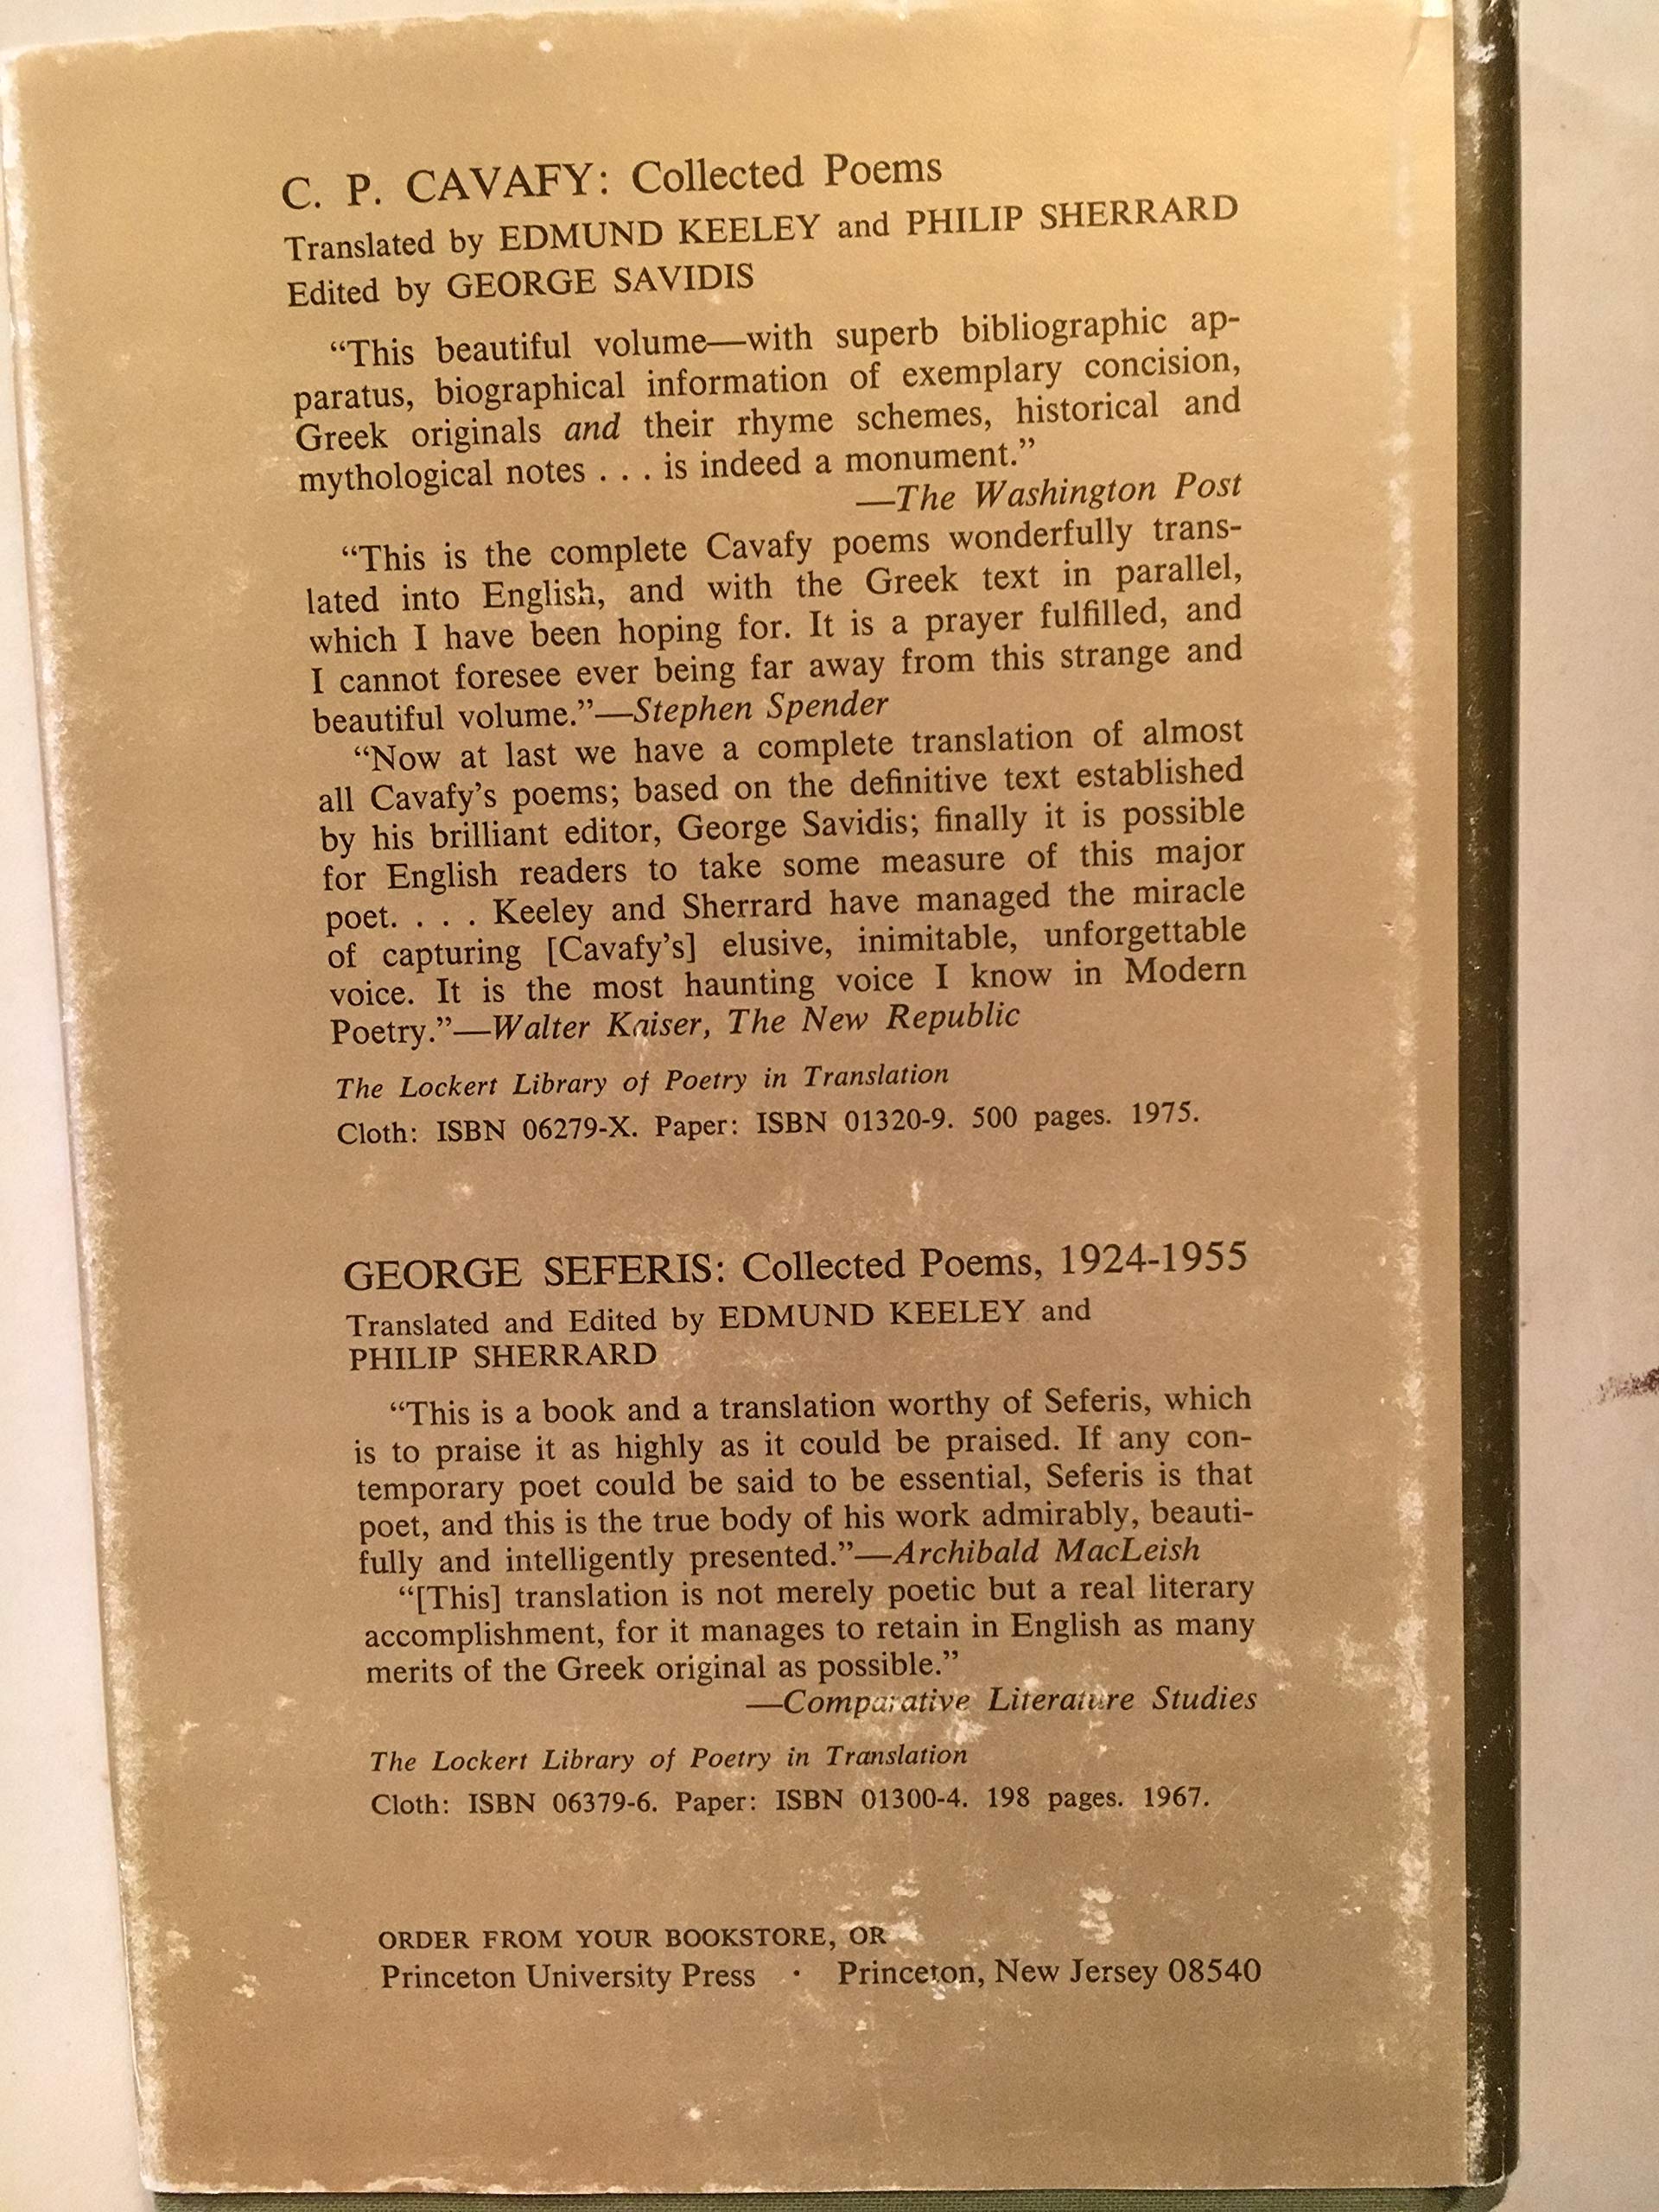 C. P. CAVAFY: Collected Poems
Translated by EDMUND KEELEY and PHILIP SHERRARD
Edited by GEORGE SAVIDIS
“This beautiful volume—with superb bibliographic ap-
paratus, biographical information of exemplary concision,
Greek originals and their rhyme schemes, historical and
mythological notes . . . is indeed a monument.”
—The Washington Post
“This is the complete Cavafy poems wonderfully trans-
lated into English, and with the Greek text in parallel,
which I have been hoping for. It is a prayer fulfilled, and
I cannot foresee ever being far away from this strange and
beautiful volume.”—Stephen Spender
“Now at last we have a complete translation of almost
all Cavafy’s poems; based on the definitive text established
by his brilliant editor, George Savidis; finally it is possible
for English readers to take some measure of this major
poet. . . . Keeley and Sherrard have managed the miracle
of capturing [Cavafy’s] elusive, inimitable, unforgettable
voice. It is the most haunting voice I know in Modern
Poetry.”—Walter Kaiser, The New Republic
The Lockert Library of Poetry in Translation
Cloth: ISBN 06279-X. Paper: ISBN 01320-9. 500 pages. 1975.
GEORGE SEFERIS: Collected Poems, 1924-1955
Translated and Edited by EDMUND KEELEY and
PHILIP SHERRARD
“This is a book and a translation worthy of Seferis, which
is to praise it as highly as it could be praised. If any con-
temporary poet could be said to be essential, Seferis is that
poet, and this is the true body of his work admirably, beauti-
fully and intelligently presented.”—Archibald MacLeish
“[This] translation is not merely poetic but a real literary
accomplishment, for it manages to retain in English as many
merits of the Greek original as possible.”
—Comparative Literature Studies
The Lockert Library of Poetry in Translation
Cloth: ISBN 06379-6. Paper: ISBN 01300-4. 198 pages. 1967.
ORDER FROM YOUR BOOKSTORE, OR
Princeton University Press · Princeton, New Jersey 08540